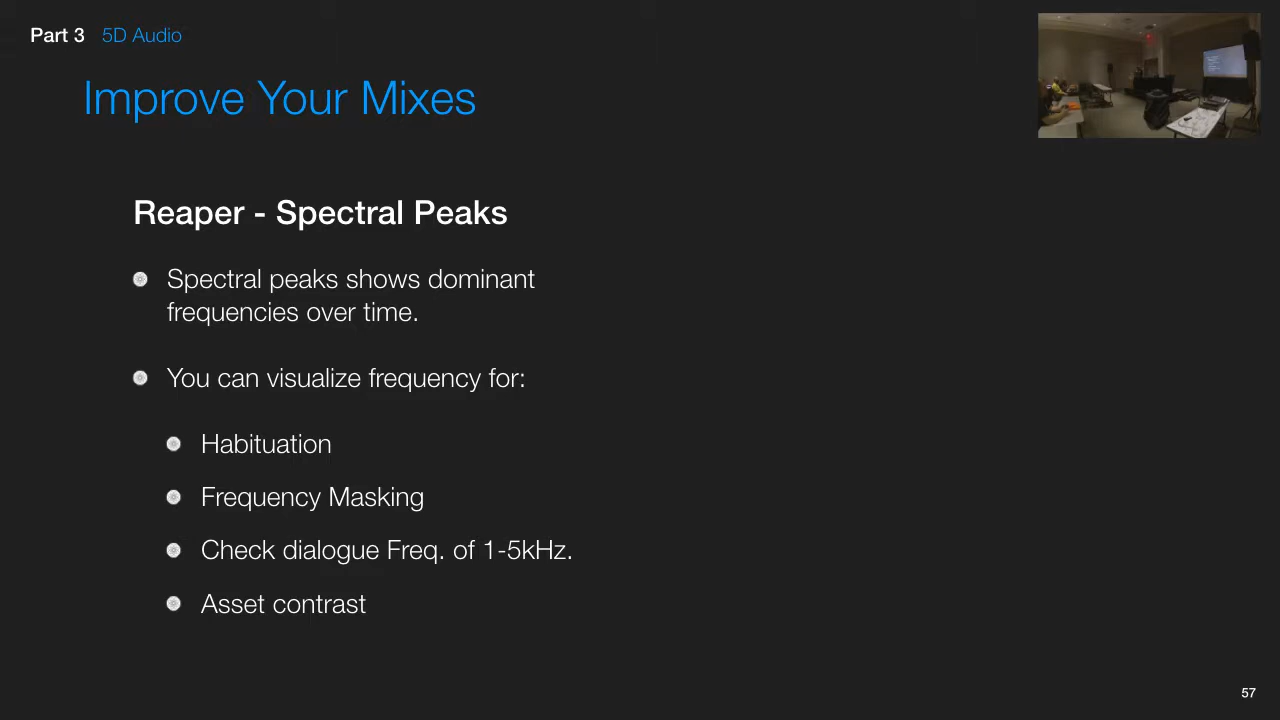 Part 3 5D Audio
Improve Your Mixes
Reaper - Spectral Peaks
Spectral peaks shows dominant
frequencies over time.
You can visualize frequency for:
Habituation
Frequency Masking
Check dialogue Freq. of 1-5kHz.
Asset contrast
57